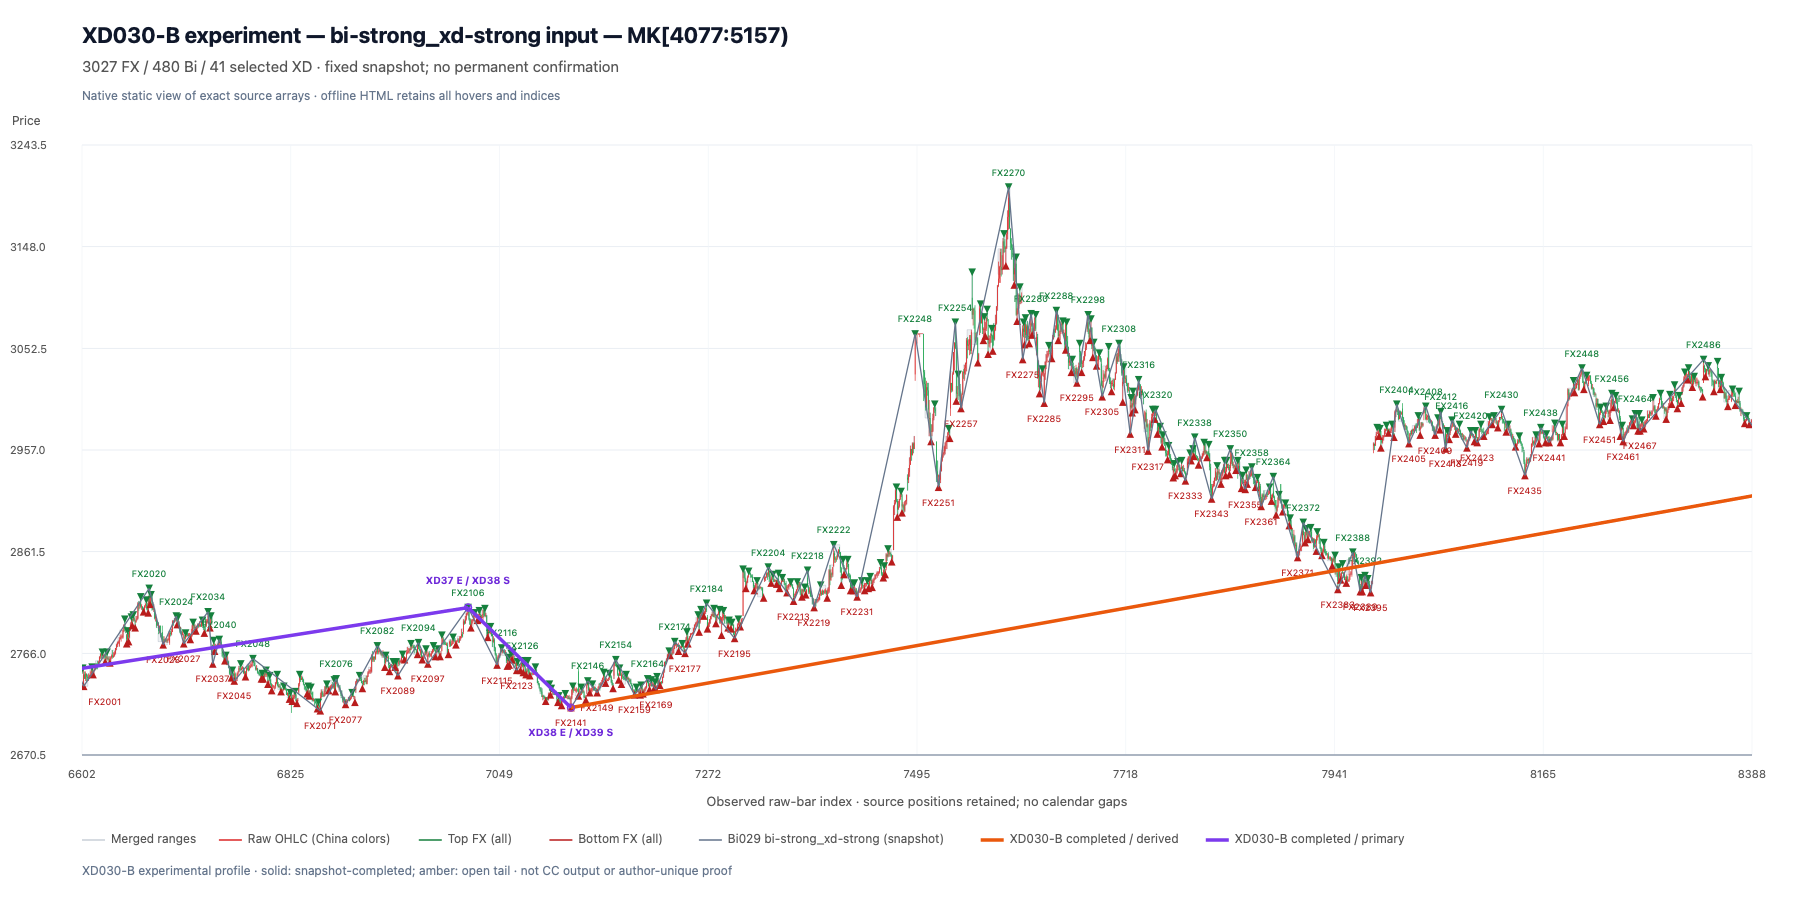 XD030-B experiment — bi-strong_xd-strong input — MK[4077:5157)
3027 FX / 480 Bi / 41 selected XD · fixed snapshot; no permanent confirmation
Native static view of exact source arrays · offline HTML retains all hovers and indices
Price
3243.5
FX2270
3148.0
FX2280 FX2288 FX2298
FX2248 FX2254
FX2308
3052.5
FX2486
FX2448
FX2316
FX2275
FX2456
FX2404 FX2408
FX2320 FX2412 FX2430 FX2464
FX2295
FX2416
FX2305 FX2438
FX2285 FX2420
FX2257 FX2338
FX2350 FX2451 FX2467
2957.0
FX2311 FX2358 FX2405 FX2423 FX2441 FX2461
FX2317 FX2364 FX2419
FX2333 FX2435
FX2251 FX2355 FX2372
FX2343
FX2361
FX2222
FX2388
2861.5
FX2204 FX2218
FX2392
FX2371
FX2020
XD37 E / XD38 S
FX2106
FX2184
FX2024 FX2034
FX2231 FX2395
FX2213
FX2219
FX2040 FX2082 FX2094 FX2116 FX2174
FX2048 FX2126 FX2154
2766.0
FX2027 FX2195
FX2076 FX2146 FX2164
FX2037 FX2097 FX2115 FX2177
FX2045 FX2089 FX2123
FX2001 FX2149 FX2159 FX2169
FX2071 FX2077 FX2141
XD38 E / XD39 S
2670.5
6602 6825 7049 7272 7495 7718 7941 8165 8388
Observed raw-bar index · source positions retained; no calendar gaps
Merged ranges Raw OHLC (China colors) Top FX (all) Bottom FX (all) Bi029 bi-strong_xd-strong (snapshot) XD030-B completed / derived XD030-B completed / primary
XD030-B experimental profile · solid: snapshot-completed; amber: open tail · not CC output or author-unique proof